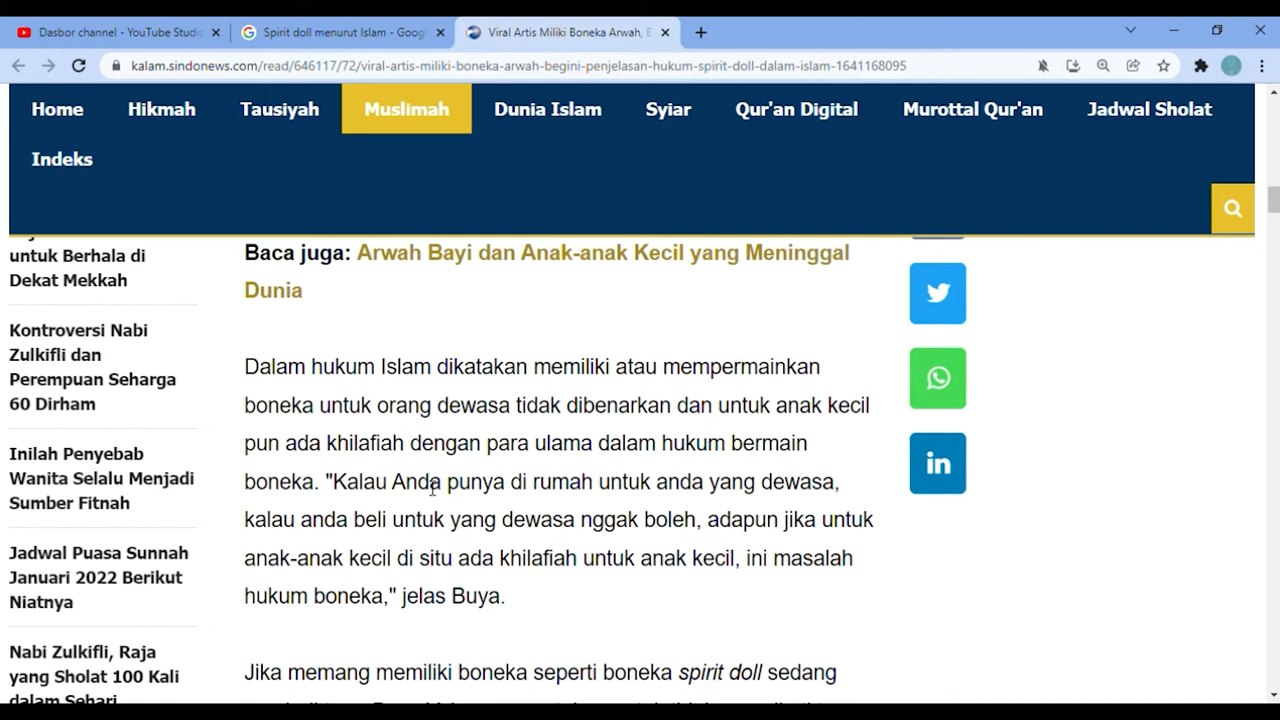 Dasbor channel - YouTube Studio
Spirit doll menurut Islam - Goog
Viral Artis Miliki Boneka Arwah, B
kalam.sindonews.com/read/646117/72/viral-artis-miliki-boneka-arwah-begini-penjelasan-hukum-spirit-doll-dalam-islam-1641168095
Home Hikmah Tausiyah Muslimah Dunia Islam Syiar Qur'an Digital Murottal Qur'an Jadwal Sholat
Indeks
untuk Berhala di
Dekat Mekkah
Kontroversi Nabi
Zulkifli dan
Perempuan Seharga
60 Dirham
Inilah Penyebab
Wanita Selalu Menjadi
Sumber Fitnah
Jadwal Puasa Sunnah
Januari 2022 Berikut
Niatnya
Nabi Zulkifli, Raja
yang Sholat 100 Kali
dalam Sehari
Baca juga: Arwah Bayi dan Anak-anak Kecil yang Meninggal
Dunia
Dalam hukum Islam dikatakan memiliki atau mempermainkan
boneka untuk orang dewasa tidak dibenarkan dan untuk anak kecil
pun ada khilafiah dengan para ulama dalam hukum bermain
boneka. "Kalau Anda punya di rumah untuk anda yang dewasa,
kalau anda beli untuk yang dewasa nggak boleh, adapun jika untuk
anak-anak kecil di situ ada khilafiah untuk anak kecil, ini masalah
hukum boneka," jelas Buya.
Jika memang memiliki boneka seperti boneka spirit doll sedang
in